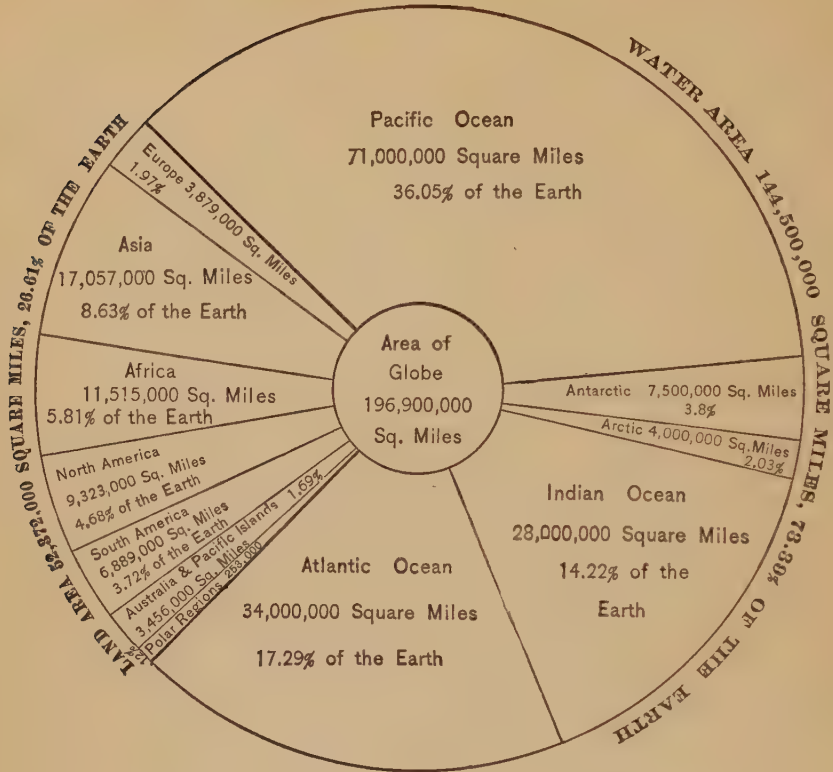 WATER AREA 144,500,000 SQUARE MILES, 73.39% OF THE EARTH
LAND AREA 52,372,000 SQUARE MILES, 26.61% OF THE EARTH
Pacific Ocean
71,000,000 Square Miles
36.05% of the Earth
Europe 3,879,000 Sq. Miles
1.97%
Asia
17,057,000 Sq. Miles
8.63% of the Earth
Africa
11,515,000 Sq. Miles
5.81% of the Earth
North America
9,323,000 Sq. Miles
4.68% of the Earth
South America
6,889,000 Sq. Miles
3.72% of the Earth
Australia & Pacific Islands 1.69%
3,456,000 Sq. Miles
Polar Regions, 253,000
.12%
Area of
Globe
196,900,000
Sq. Miles
Antarctic 7,500,000 Sq. Miles
3.8%
Arctic 4,000,000 Sq. Miles
2.03%
Indian Ocean
28,000,000 Square Miles
14.22% of the
Earth
Atlantic Ocean
34,000,000 Square Miles
17.29% of the Earth